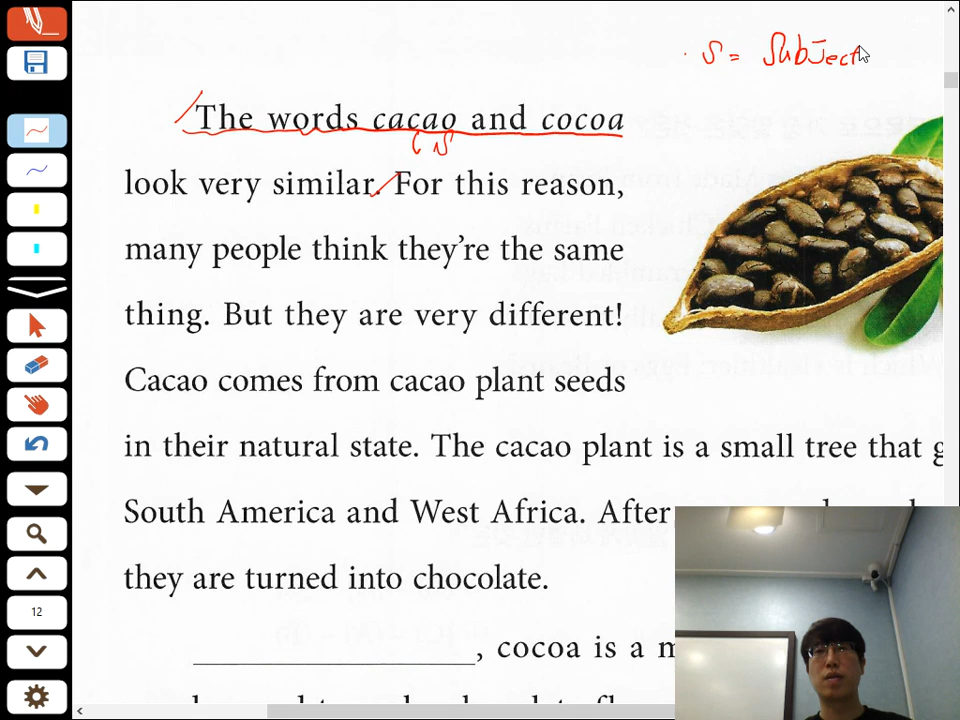 S = Subject
The words cacao and cocoa
S
look very similar. For this reason,
many people think they're the same
thing. But they are very different!
Cacao comes from cacao plant seeds
in their natural state. The cacao plant is a small tree that g
South America and West Africa. After
they are turned into chocolate.
, cocoa is a m
12